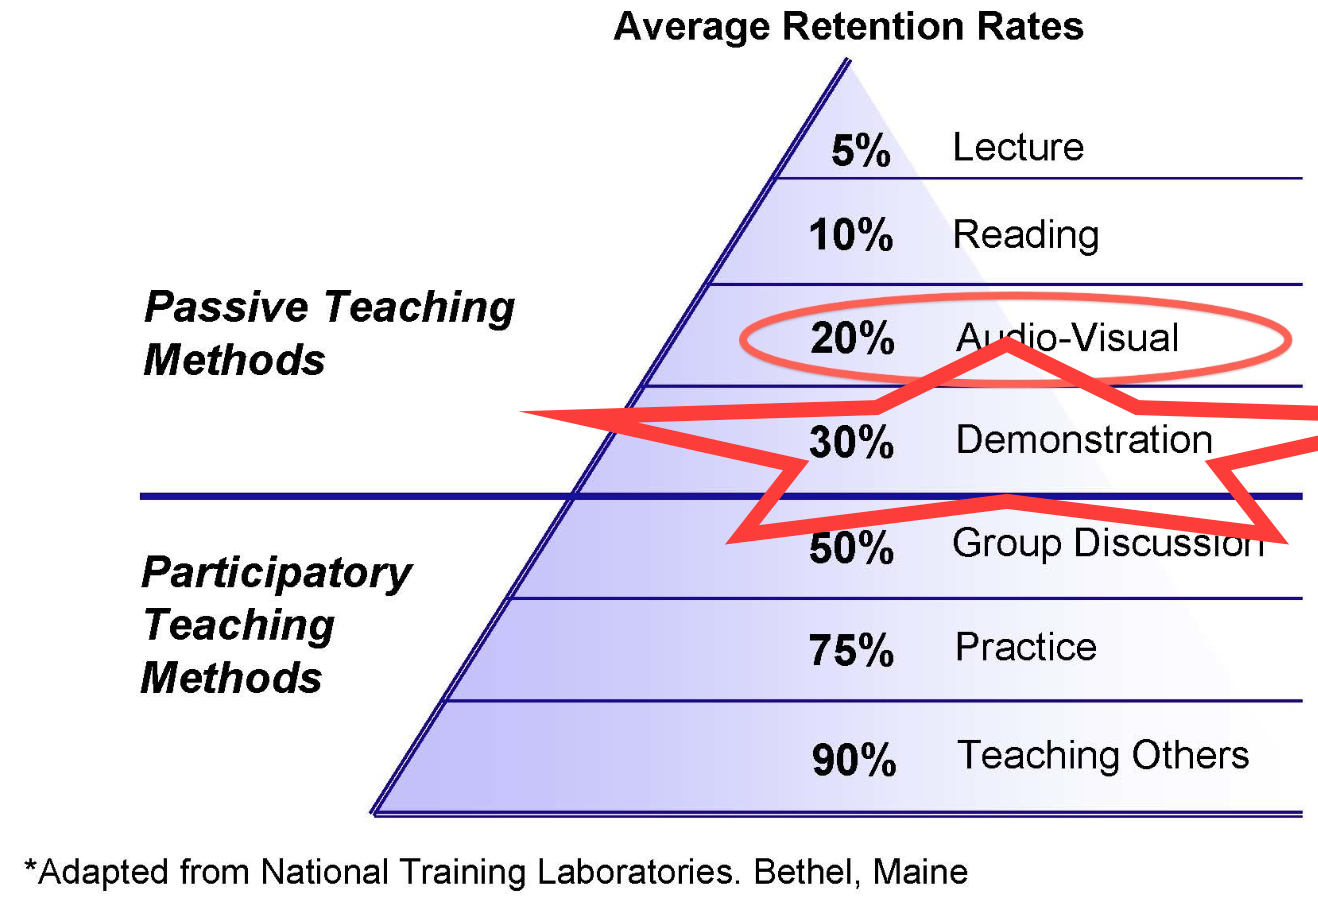 Average Retention Rates
5% Lecture
10% Reading
Passive Teaching
Methods
20% Audio-Visual
30% Demonstration
Participatory
Teaching
Methods
50% Group Discussion
75% Practice
90% Teaching Others
*Adapted from National Training Laboratories. Bethel, Maine